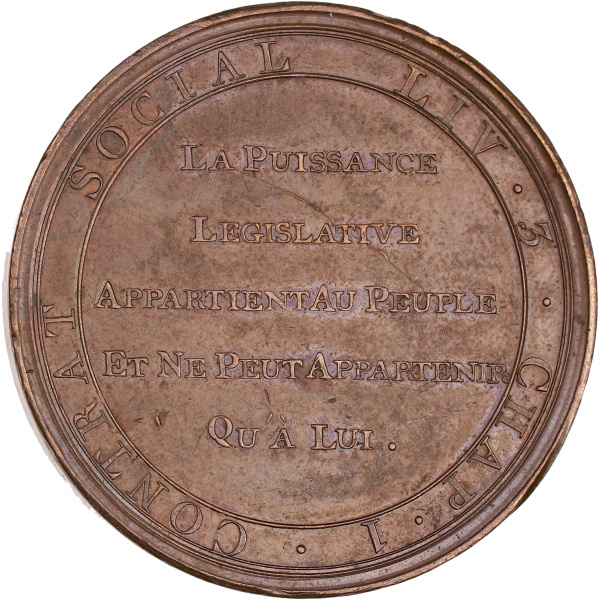 CONTRAT SOCIAL LIV. 3. CHAP. 1.
LA PUISSANCE
LEGISLATIVE
APPARTIENT AU PEUPLE
ET NE PEUT APPARTENIR
QU'À LUI.